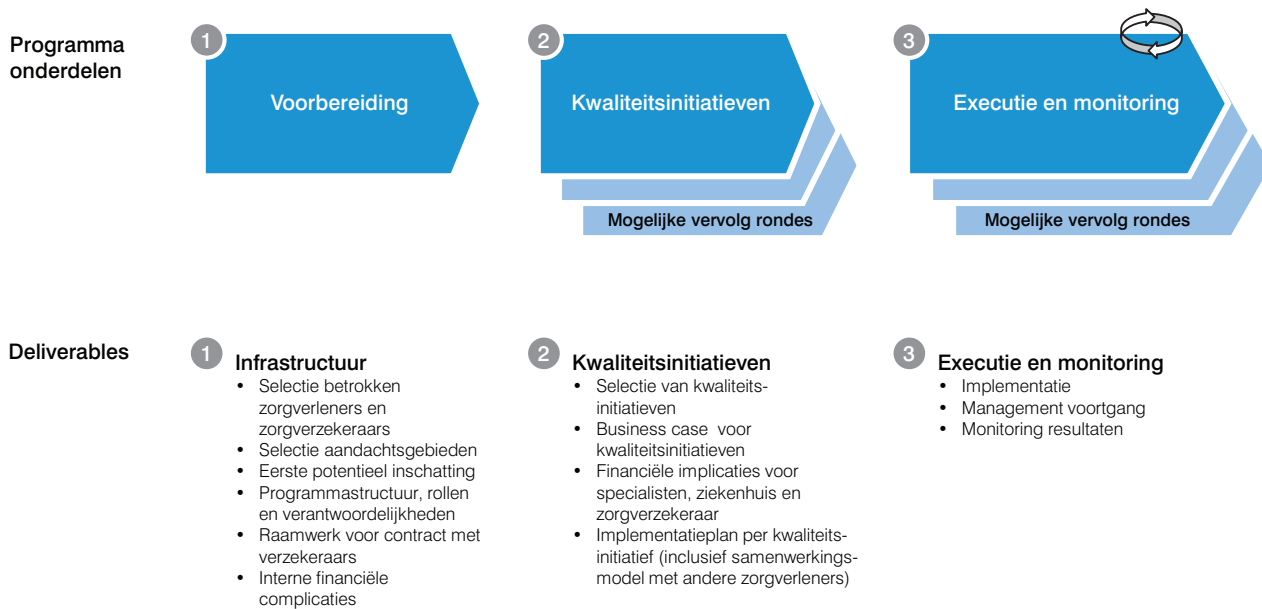 Programma
onderdelen
1
Voorbereiding
2
Kwaliteitsinitiatieven
Mogelijke vervolg rondes
3
Executie en monitoring
Mogelijke vervolg rondes
Deliverables
1
Infrastructuur
• Selectie betrokken
zorgverleners en
zorgverzekeraars
• Selectie aandachtsgebieden
• Eerste potentieel inschatting
• Programmastructuur, rollen
en verantwoordelijkheden
• Raamwerk voor contract met
verzekeraars
• Interne financiële
complicaties
2
Kwaliteitsinitiatieven
• Selectie van kwaliteits-
initiatieven
• Business case voor
kwaliteitsinitiatieven
• Financiële implicaties voor
specialisten, ziekenhuis en
zorgverzekeraar
• Implementatieplan per kwaliteits-
initiatief (inclusief samenwerkings-
model met andere zorgverleners)
3
Executie en monitoring
• Implementatie
• Management voortgang
• Monitoring resultaten